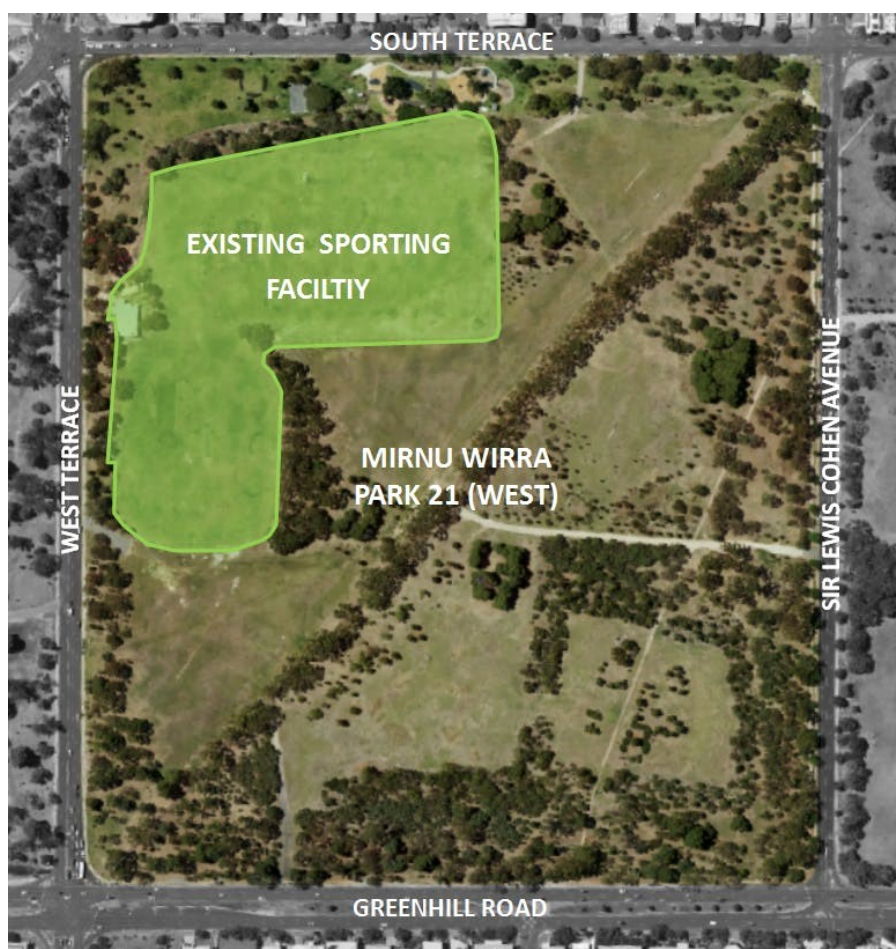 SOUTH TERRACE
EXISTING SPORTING
FACILTIY
WEST TERRACE
MIRNU WIRRA
PARK 21 (WEST)
SIR LEWIS COHEN AVENUE
GREENHILL ROAD